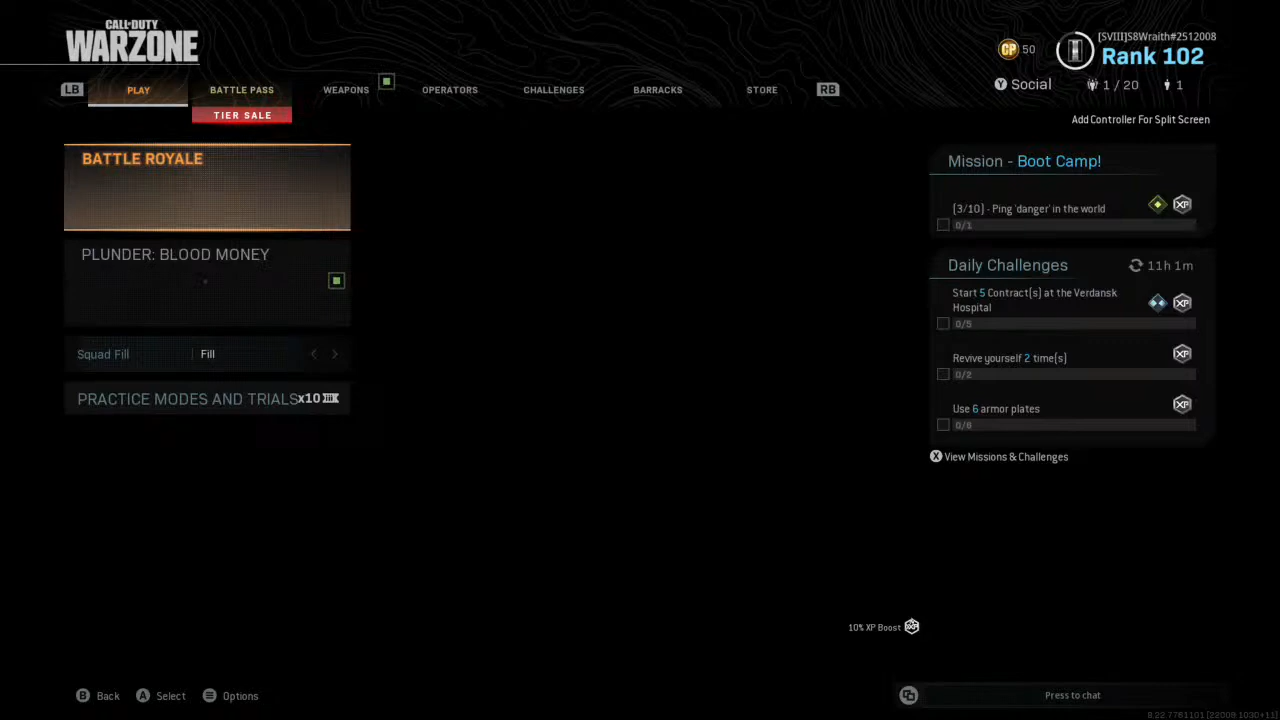 CALL·DUTY
WARZONE
CP 50
[SVIII]S8Wraith#2512008
Rank 102
Y Social
1 / 20
1
Add Controller For Split Screen
LB
PLAY
BATTLE PASS
WEAPONS
OPERATORS
CHALLENGES
BARRACKS
STORE
RB
TIER SALE
BATTLE ROYALE
PLUNDER: BLOOD MONEY
Squad Fill
Fill
PRACTICE MODES AND TRIALS
x10
Mission - Boot Camp!
[3/10] - Ping 'danger' in the world
XP
0/1
Daily Challenges
11h 1m
Start 5 Contract(s) at the Verdansk
Hospital
XP
0/5
Revive yourself 2 time(s)
XP
0/2
Use 6 armor plates
XP
0/6
X View Missions & Challenges
10% XP Boost
B Back
A Select
Options
Press to chat